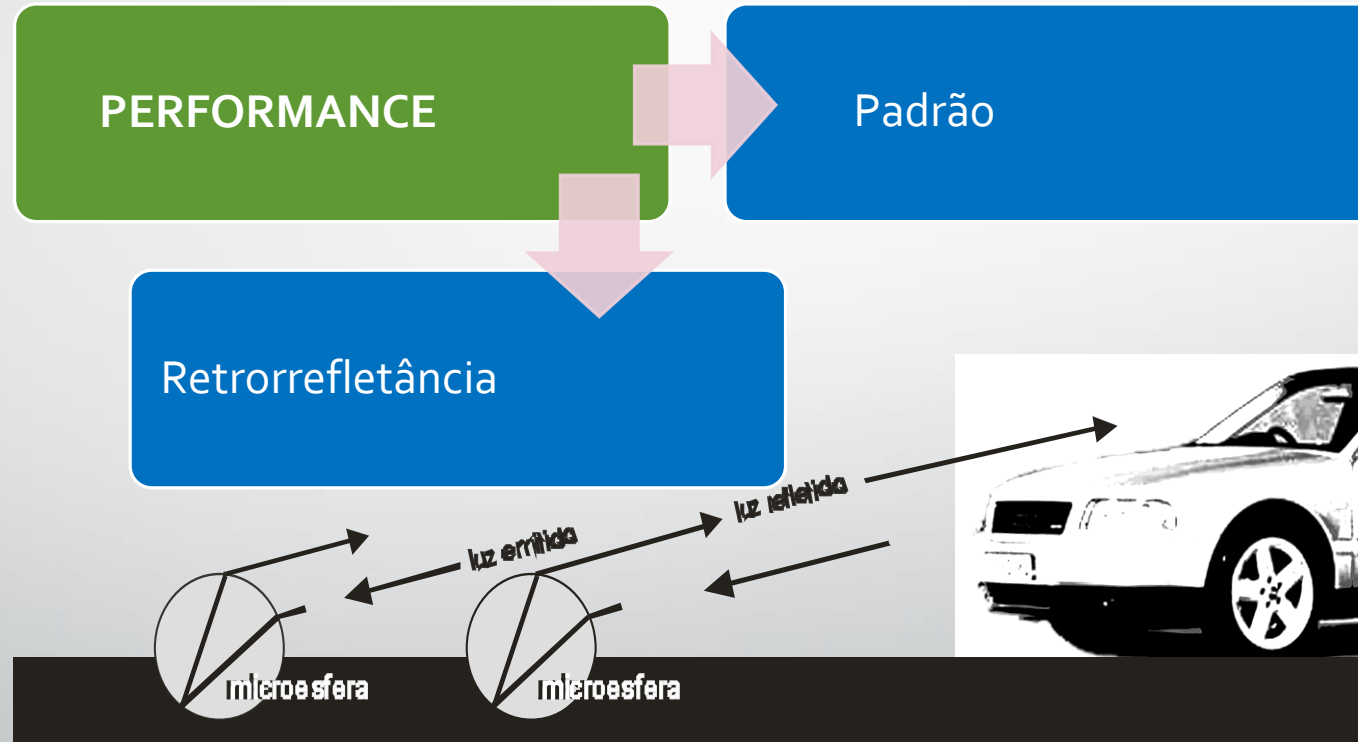 PERFORMANCE
Padrão
Retrorrefletância
luz refletida
luz emitida
microesfera
microesfera